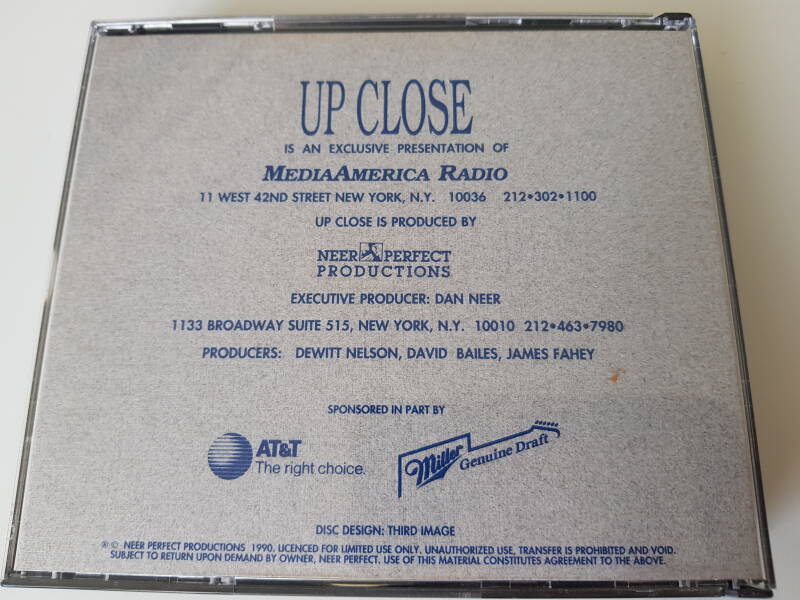 UP CLOSE
IS AN EXCLUSIVE PRESENTATION OF
MEDIAAMERICA RADIO
11 WEST 42ND STREET NEW YORK, N.Y. 10036 212•302•1100
UP CLOSE IS PRODUCED BY
NEER PERFECT
PRODUCTIONS
EXECUTIVE PRODUCER: DAN NEER
1133 BROADWAY SUITE 515, NEW YORK, N.Y. 10010 212•463•7980
PRODUCERS: DEWITT NELSON, DAVID BAILES, JAMES FAHEY
SPONSORED IN PART BY
AT&T
The right choice.
Miller
Genuine Draft
DISC DESIGN: THIRD IMAGE
℗ © NEER PERFECT PRODUCTIONS 1990. LICENCED FOR LIMITED USE ONLY. UNAUTHORIZED USE, TRANSFER IS PROHIBITED AND VOID.
SUBJECT TO RETURN UPON DEMAND BY OWNER, NEER PERFECT. USE OF THIS MATERIAL CONSTITUTES AGREEMENT TO THE ABOVE.